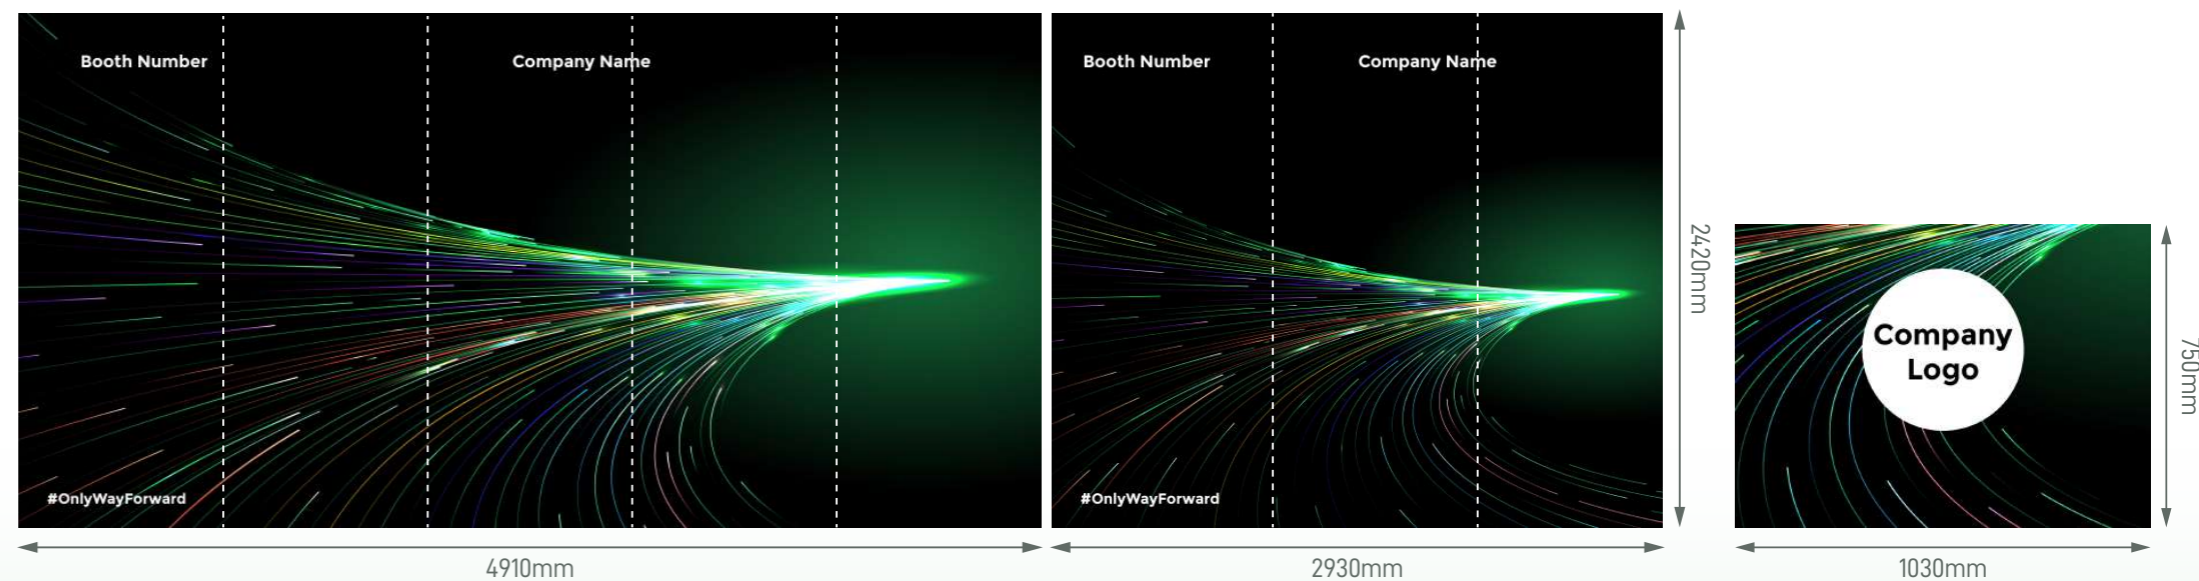 Booth Number
Company Name
#OnlyWayForward
4910mm
Booth Number
Company Name
#OnlyWayForward
2930mm
2420mm
Company
Logo
1030mm
750mm